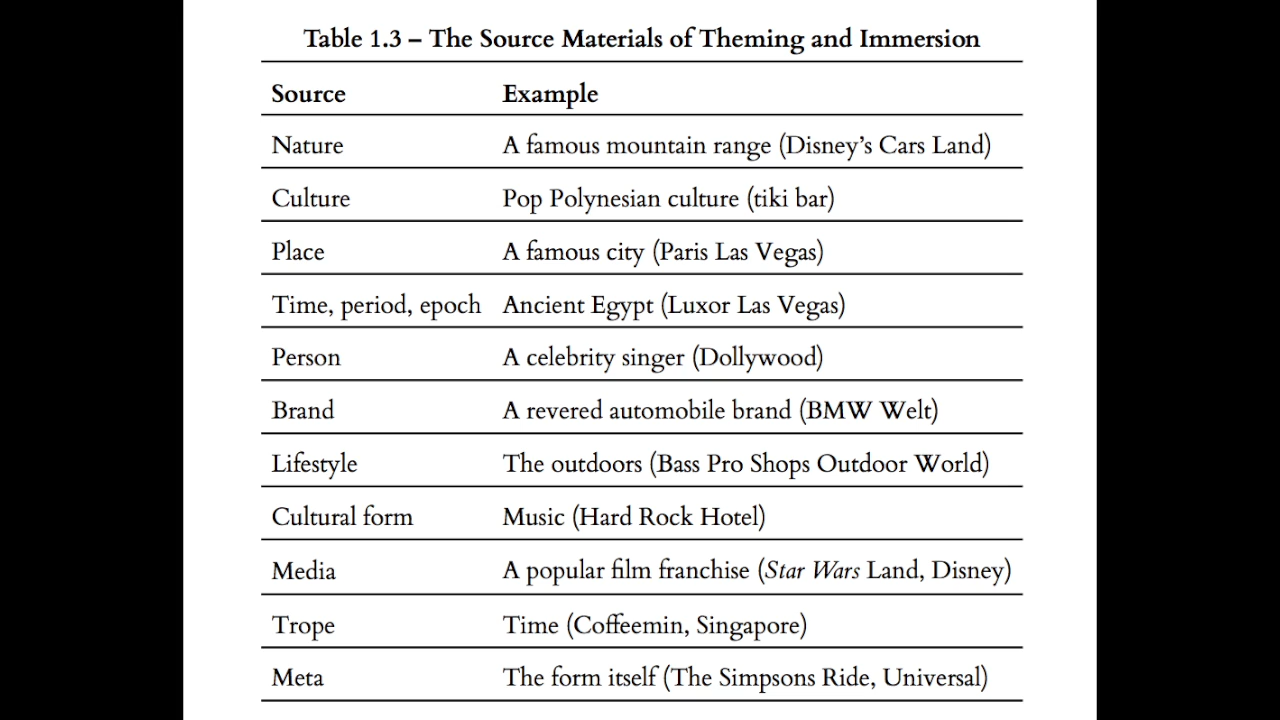 Table 1.3 – The Source Materials of Theming and Immersion
Source Example
Nature A famous mountain range (Disney’s Cars Land)
Culture Pop Polynesian culture (tiki bar)
Place A famous city (Paris Las Vegas)
Time, period, epoch Ancient Egypt (Luxor Las Vegas)
Person A celebrity singer (Dollywood)
Brand A revered automobile brand (BMW Welt)
Lifestyle The outdoors (Bass Pro Shops Outdoor World)
Cultural form Music (Hard Rock Hotel)
Media A popular film franchise (Star Wars Land, Disney)
Trope Time (Coffeemin, Singapore)
Meta The form itself (The Simpsons Ride, Universal)